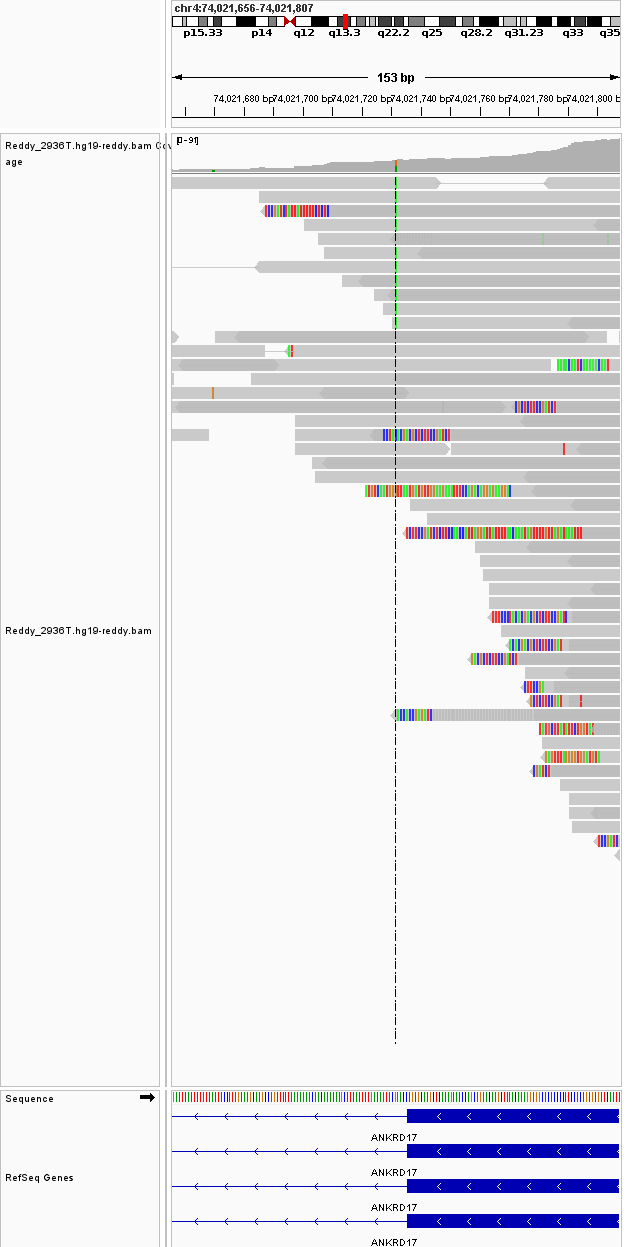 chr4:74,021,656-74,021,807
p15.33 p14 q12 q13.3 q22.2 q25 q28.2 q31.23 q33 q35
153 bp
74,021,680 bp 74,021,700 bp 74,021,720 bp 74,021,740 bp 74,021,760 bp 74,021,780 bp 74,021,800 b
Reddy_2936T.hg19-reddy.bam Cov
age
[0-91]
Reddy_2936T.hg19-reddy.bam
Sequence
ANKRD17
ANKRD17
RefSeq Genes
ANKRD17
ANKRD17